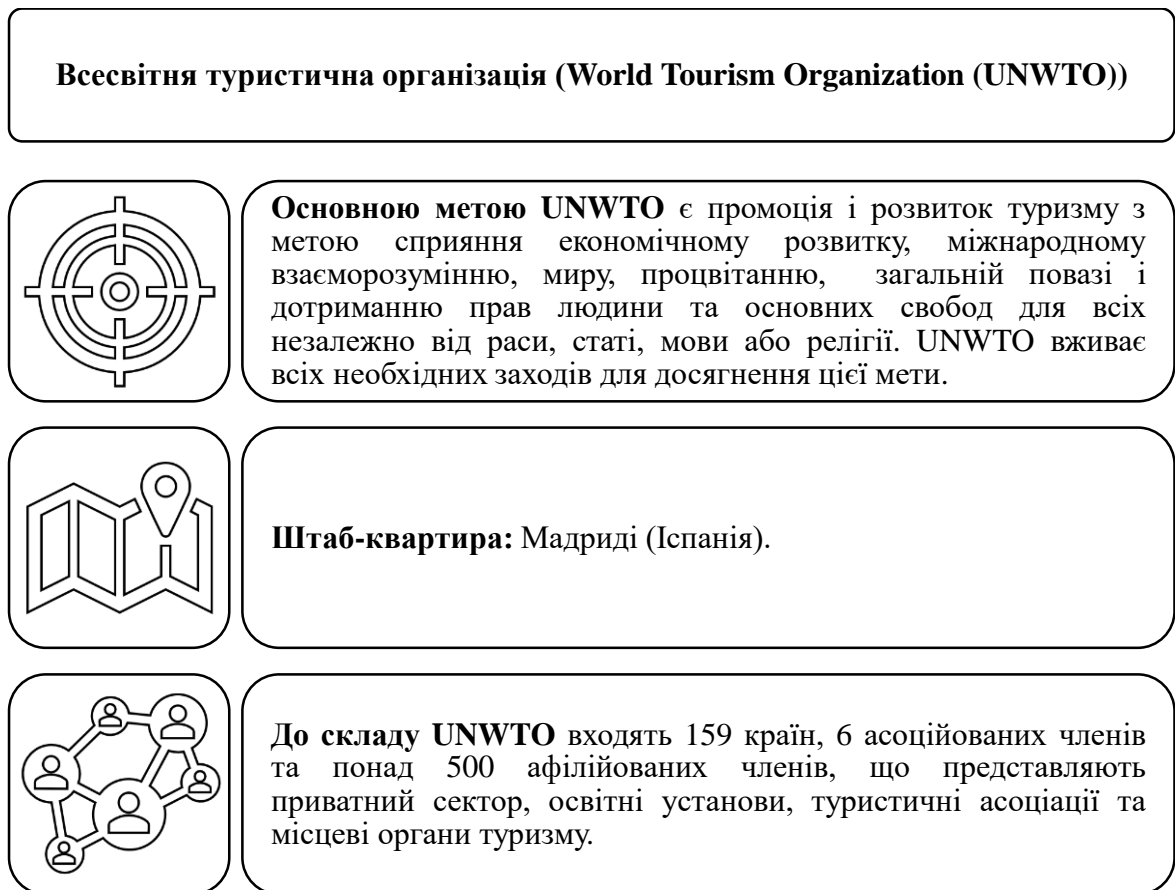 Всесвітня туристична організація (World Tourism Organization (UNWTO))
Основною метою UNWTO є промоція і розвиток туризму з
метою сприяння економічному розвитку, міжнародному
взаєморозумінню, миру, процвітанню, загальній повазі і
дотриманню прав людини та основних свобод для всіх
незалежно від раси, статі, мови або релігії. UNWTO вживає
всіх необхідних заходів для досягнення цієї мети.
Штаб-квартира: Мадриді (Іспанія).
До складу UNWTO входять 159 країн, 6 асоційованих членів
та понад 500 афілійованих членів, що представляють
приватний сектор, освітні установи, туристичні асоціації та
місцеві органи туризму.